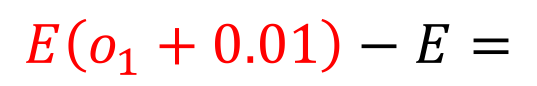 E(o₁ + 0.01) − E =